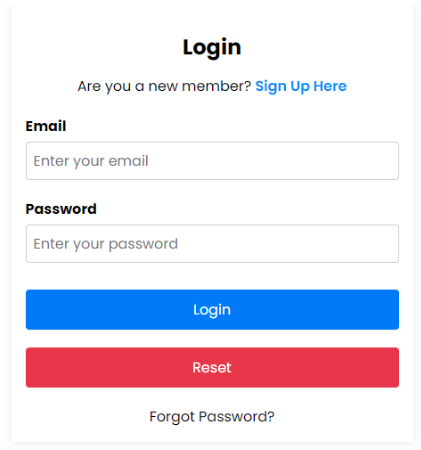 Login
Are you a new member? Sign Up Here
Email
Enter your email
Password
Enter your password
Login
Reset
Forgot Password?